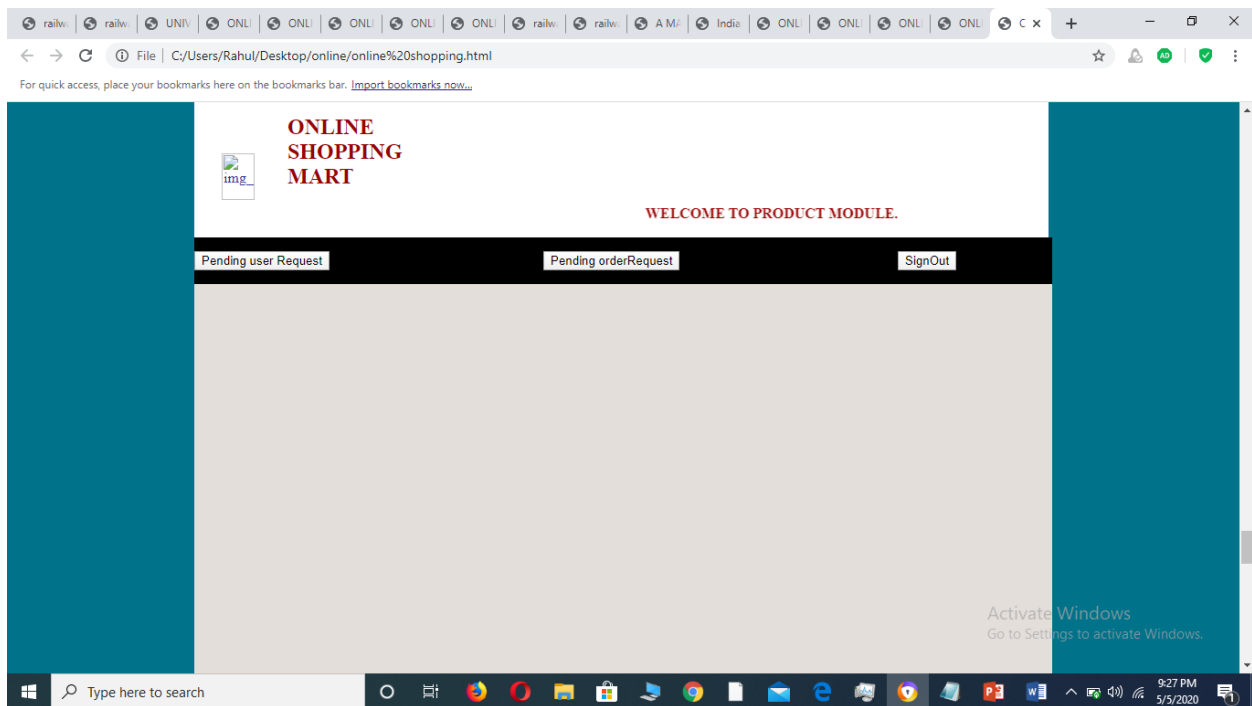 railw UNIV ONLI ONLI ONLI ONLI ONLI railwa railw A MA India ONLI ONLI ONLI ONLI C
File C:/Users/Rahul/Desktop/online/online%20shopping.html
AD
For quick access, place your bookmarks here on the bookmarks bar. Import bookmarks now...
ONLINE
SHOPPING
MART
img_
WELCOME TO PRODUCT MODULE.
Pending user Request Pending orderRequest SignOut
Activate Windows
Go to Settings to activate Windows.
Type here to search
9:27 PM
5/5/2020
1